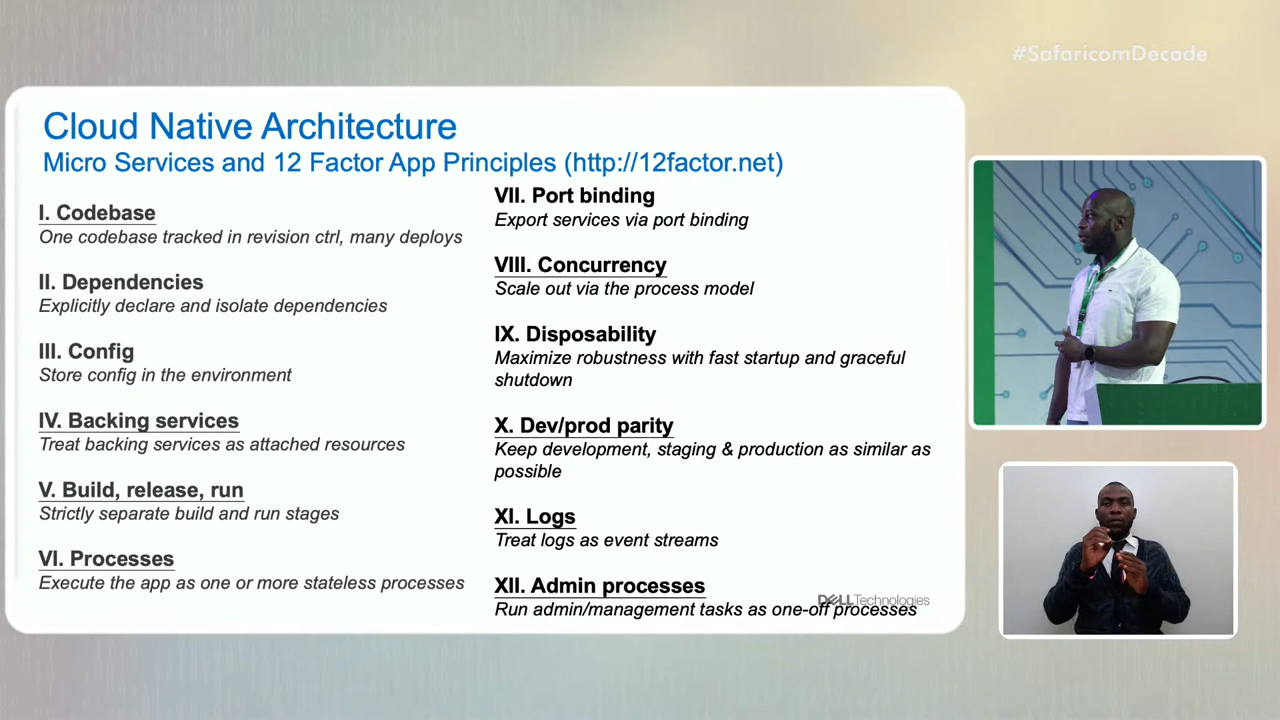 #SafaricomDecode
Cloud Native Architecture
Micro Services and 12 Factor App Principles (http://12factor.net)
I. Codebase
One codebase tracked in revision ctrl, many deploys
II. Dependencies
Explicitly declare and isolate dependencies
III. Config
Store config in the environment
IV. Backing services
Treat backing services as attached resources
V. Build, release, run
Strictly separate build and run stages
VI. Processes
Execute the app as one or more stateless processes
VII. Port binding
Export services via port binding
VIII. Concurrency
Scale out via the process model
IX. Disposability
Maximize robustness with fast startup and graceful
shutdown
X. Dev/prod parity
Keep development, staging & production as similar as
possible
XI. Logs
Treat logs as event streams
XII. Admin processes
Run admin/management tasks as one-off processes
DELL Technologies